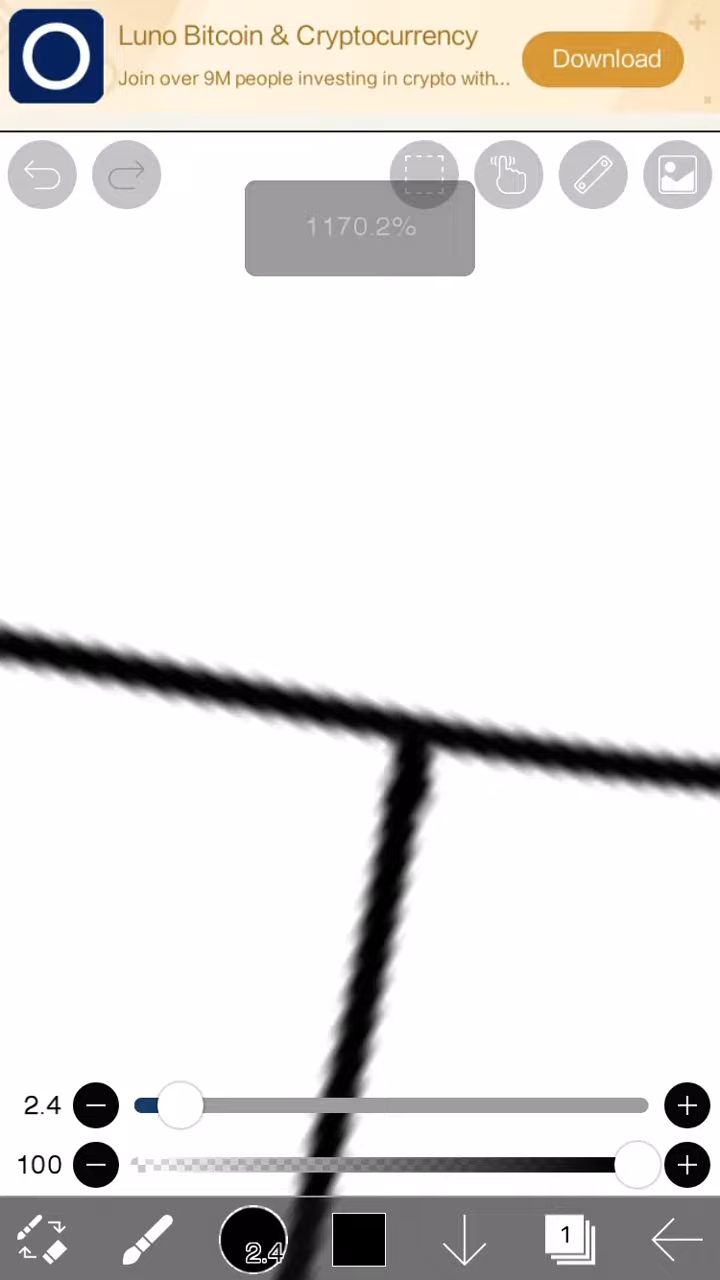 Luno Bitcoin & Cryptocurrency
Join over 9M people investing in crypto with...
Download
1170.2%
2.4
100
2.4
1